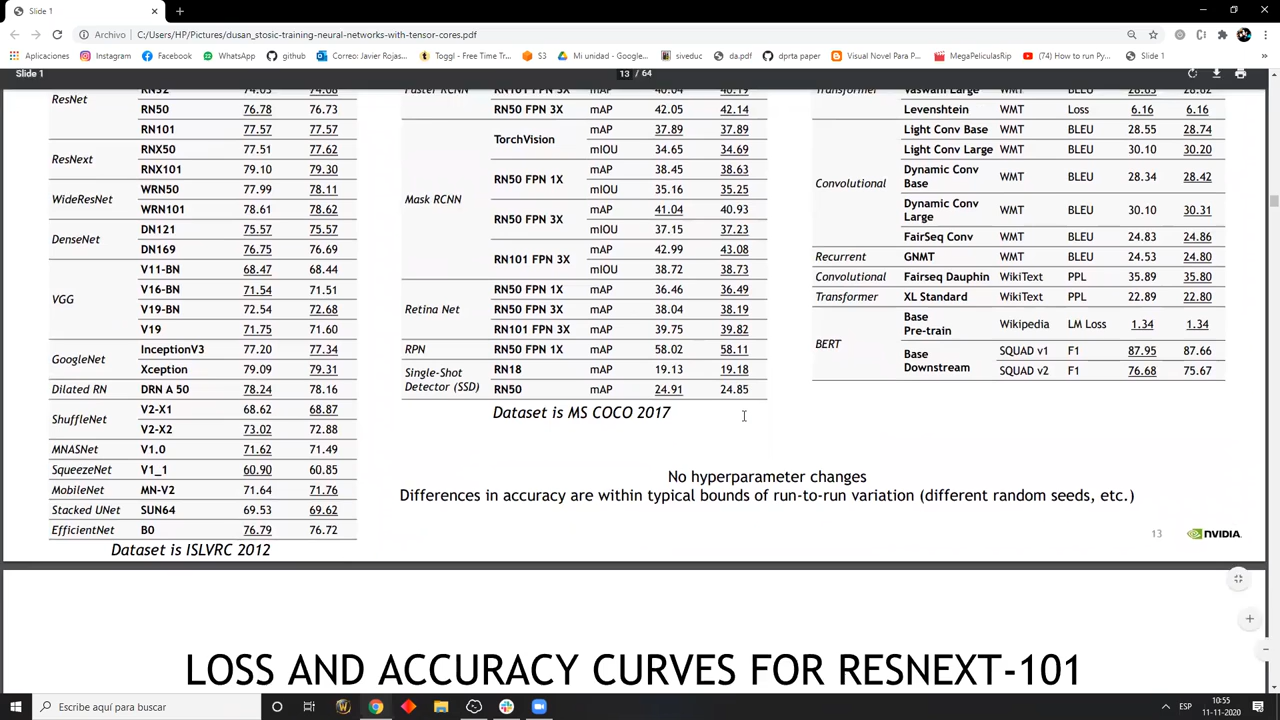 Slide 1
Archivo
C:/Users/HP/Pictures/dusan_stosic-training-neural-networks-with-tensor-cores.pdf
Aplicaciones Instagram Facebook WhatsApp github Correo: Javier Rojas... Toggl - Free Time Tr... S3 Mi unidad - Google... siveduc da.pdf dprta paper Visual Novel Para P... MegaPeliculasRip (74) How to run Py... Slide 1
Slide 1
13 / 64
ResNet
RN50 76.78 76.73
RN101 77.57 77.57
ResNext
RNX50 77.51 77.62
RNX101 79.10 79.30
WideResNet
WRN50 77.99 78.11
WRN101 78.61 78.62
DenseNet
DN121 75.57 75.57
DN169 76.75 76.69
VGG
V11-BN 68.47 68.44
V16-BN 71.54 71.51
V19-BN 72.54 72.68
V19 71.75 71.60
GoogleNet
InceptionV3 77.20 77.34
Xception 79.09 79.31
Dilated RN DRN A 50 78.24 78.16
ShuffleNet
V2-X1 68.62 68.87
V2-X2 73.02 72.88
MNASNet V1.0 71.62 71.49
SqueezeNet V1_1 60.90 60.85
MobileNet MN-V2 71.64 71.76
Stacked UNet SUN64 69.53 69.62
EfficientNet B0 76.79 76.72
Dataset is ISLVRC 2012
RN50 FPN 3X mAP 42.05 42.14
Mask RCNN
TorchVision
mAP 37.89 37.89
mIOU 34.65 34.69
RN50 FPN 1X
mAP 38.45 38.63
mIOU 35.16 35.25
RN50 FPN 3X
mAP 41.04 40.93
mIOU 37.15 37.23
RN101 FPN 3X
mAP 42.99 43.08
mIOU 38.72 38.73
Retina Net
RN50 FPN 1X mAP 36.46 36.49
RN50 FPN 3X mAP 38.04 38.19
RN101 FPN 3X mAP 39.75 39.82
RPN RN50 FPN 1X mAP 58.02 58.11
Single-Shot
Detector (SSD)
RN18 mAP 19.13 19.18
RN50 mAP 24.91 24.85
Dataset is MS COCO 2017
Levenshtein WMT Loss 6.16 6.16
Convolutional
Light Conv Base WMT BLEU 28.55 28.74
Light Conv Large WMT BLEU 30.10 30.20
Dynamic Conv
Base WMT BLEU 28.34 28.42
Dynamic Conv
Large WMT BLEU 30.10 30.31
FairSeq Conv WMT BLEU 24.83 24.86
Recurrent GNMT WMT BLEU 24.53 24.80
Convolutional Fairseq Dauphin WikiText PPL 35.89 35.80
Transformer XL Standard WikiText PPL 22.89 22.80
BERT
Base
Pre-train Wikipedia LM Loss 1.34 1.34
Base
Downstream
SQUAD v1 F1 87.95 87.66
SQUAD v2 F1 76.68 75.67
No hyperparameter changes
Differences in accuracy are within typical bounds of run-to-run variation (different random seeds, etc.)
13
NVIDIA.
LOSS AND ACCURACY CURVES FOR RESNEXT-101
Escribe aquí para buscar
ESP
10:55
11-11-2020